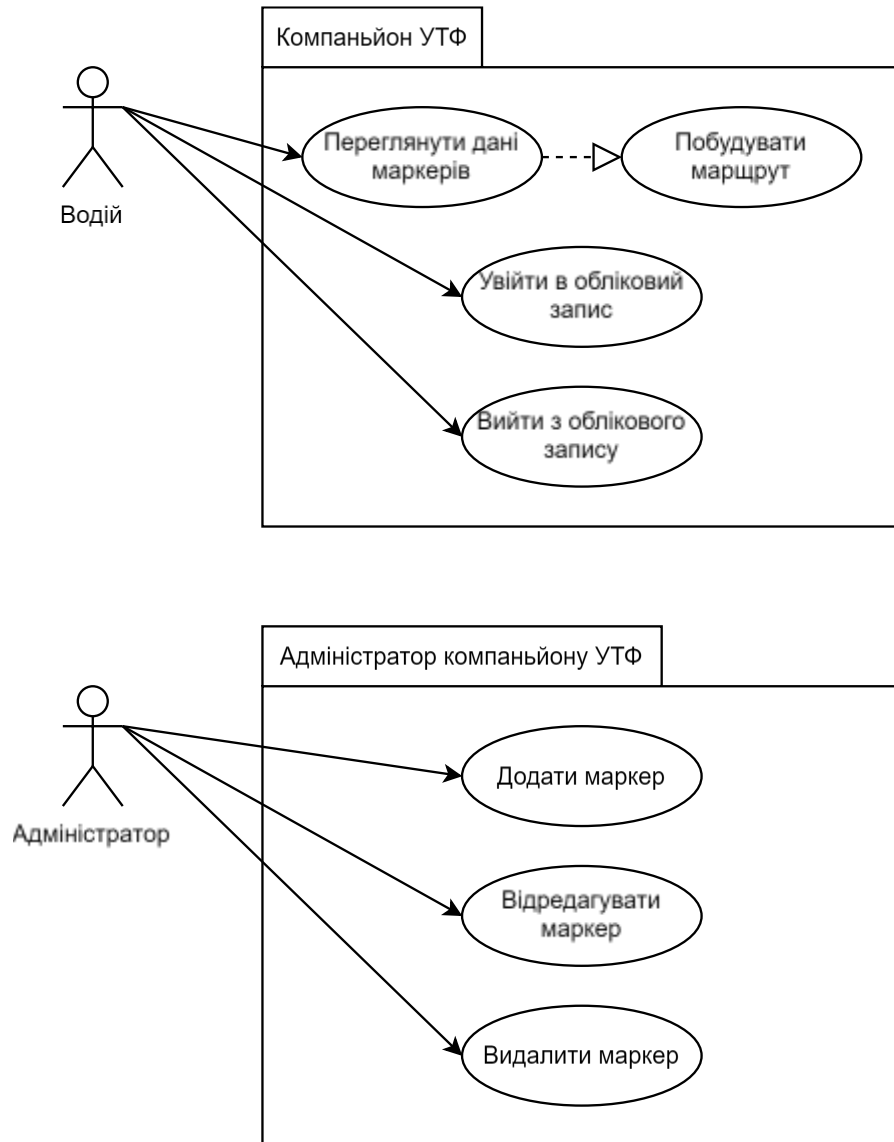 Компаньйон УТФ
Переглянути дані
маркерів
Побудувати
марщрут
Водій
Увійти в обліковий
запис
Вийти з облікового
запису
Адміністратор компаньйону УТФ
Додати маркер
Адміністратор
Відредагувати
маркер
Видалити маркер